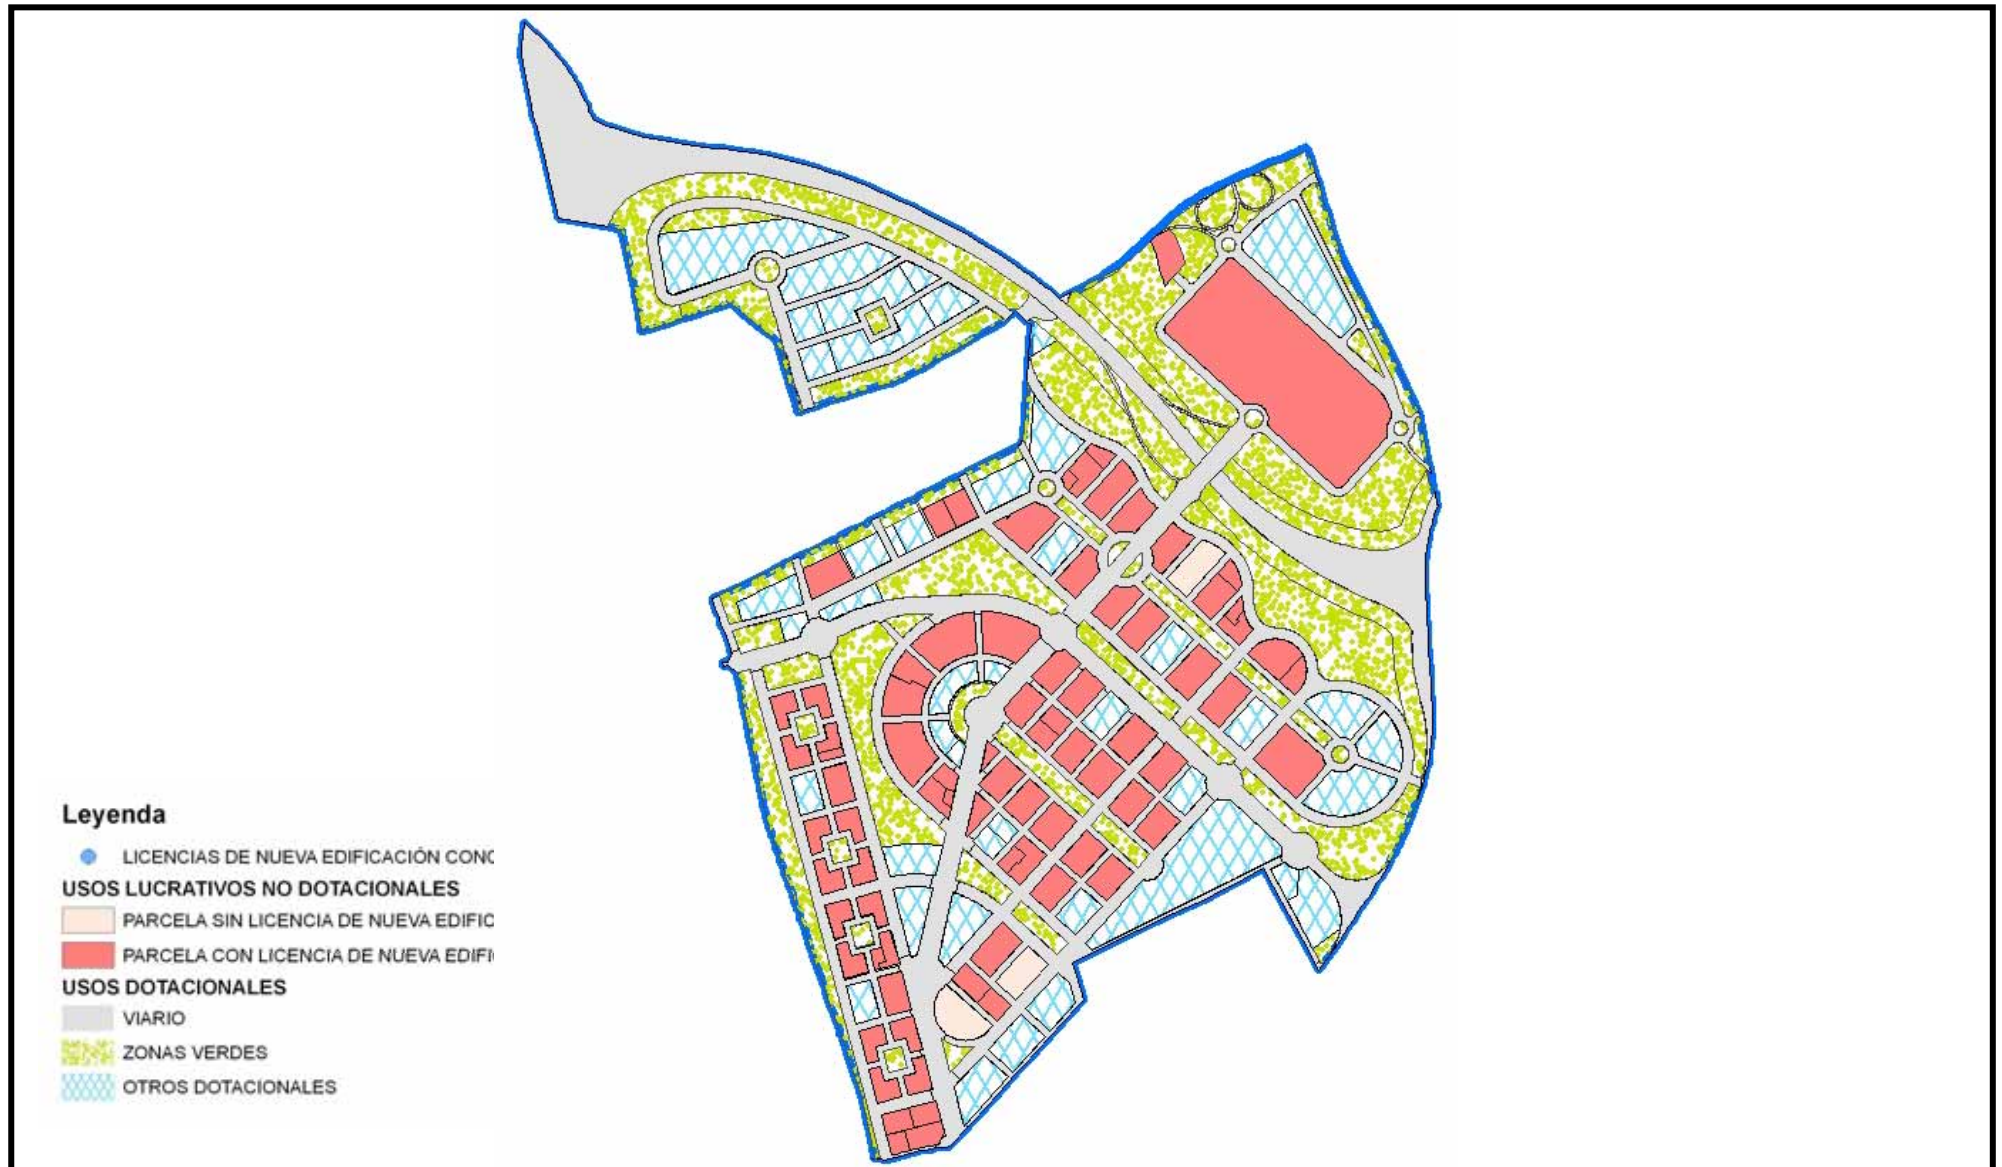 Leyenda
LICENCIAS DE NUEVA EDIFICACIÓN CONC
USOS LUCRATIVOS NO DOTACIONALES
PARCELA SIN LICENCIA DE NUEVA EDIFIC
PARCELA CON LICENCIA DE NUEVA EDIFI
USOS DOTACIONALES
VIARIO
ZONAS VERDES
OTROS DOTACIONALES